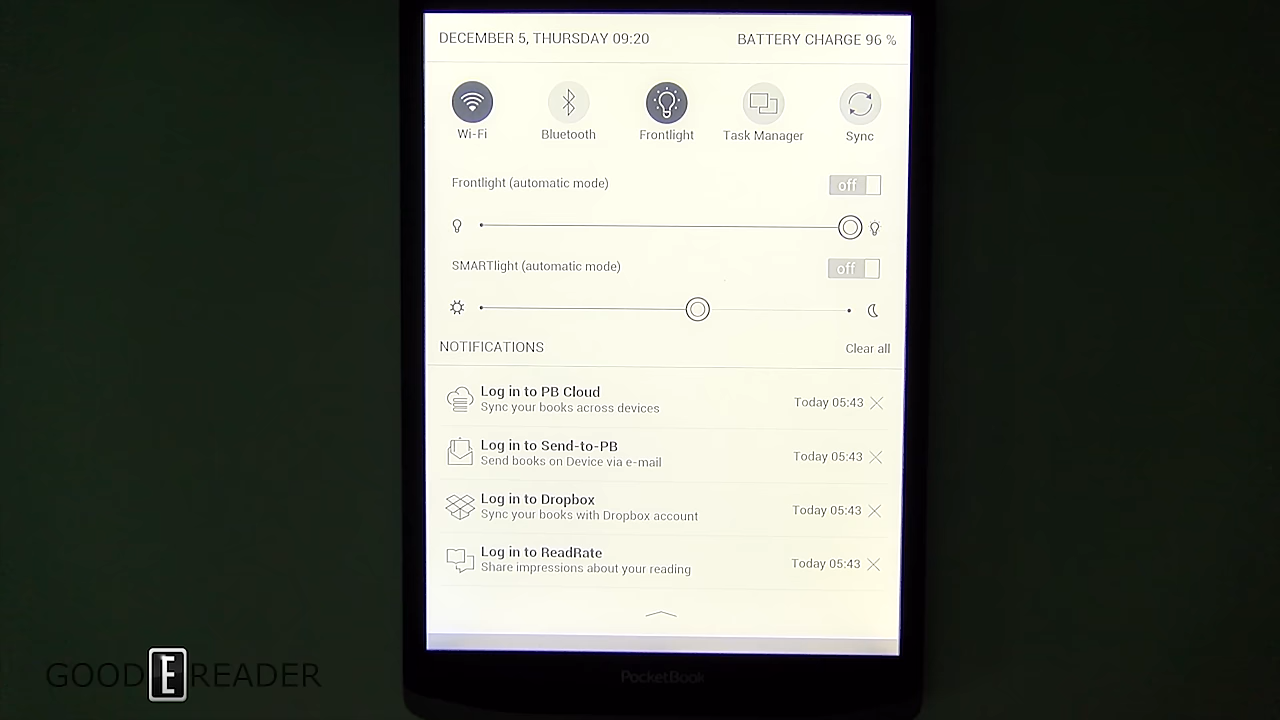 DECEMBER 5, THURSDAY 09:20 BATTERY CHARGE 96 %
Wi-Fi Bluetooth Frontlight Task Manager Sync
Frontlight (automatic mode) off
SMARTlight (automatic mode) off
NOTIFICATIONS Clear all
Log in to PB Cloud
Sync your books across devices
Today 05:43
Log in to Send-to-PB
Send books on Device via e-mail
Today 05:43
Log in to Dropbox
Sync your books with Dropbox account
Today 05:43
Log in to ReadRate
Share impressions about your reading
Today 05:43
PocketBook
GOOD E READER